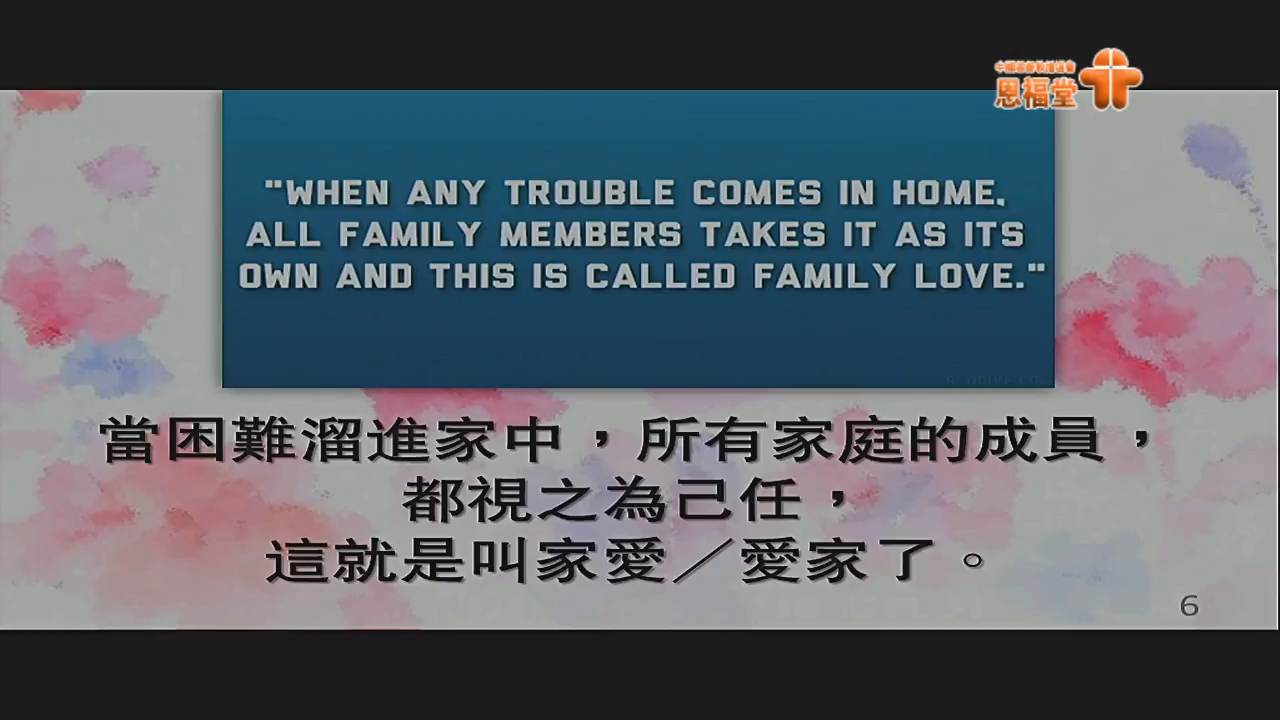 恩福堂
"WHEN ANY TROUBLE COMES IN HOME,
ALL FAMILY MEMBERS TAKES IT AS ITS
OWN AND THIS IS CALLED FAMILY LOVE."
當困難溜進家中，所有家庭的成員，
都視之為己任，
這就是叫家愛／愛家了。
6